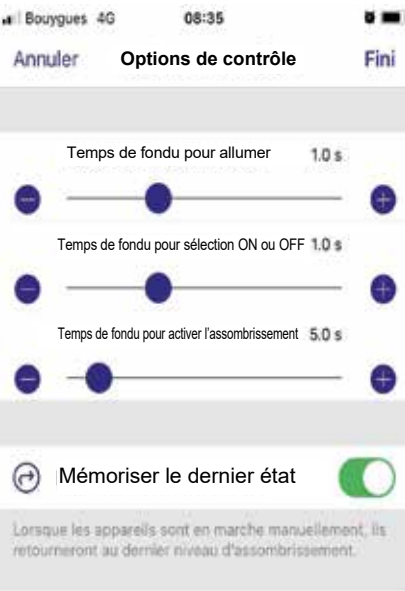 Bouygues 4G 08:35
Annuler Options de contrôle Fini
Temps de fondu pour allumer 1.0 s
Temps de fondu pour sélection ON ou OFF 1.0 s
Temps de fondu pour activer l'assombrissement 5.0 s
Mémoriser le dernier état
Lorsque les appareils sont en marche manuellement, ils
retourneront au dernier niveau d'assombrissement.